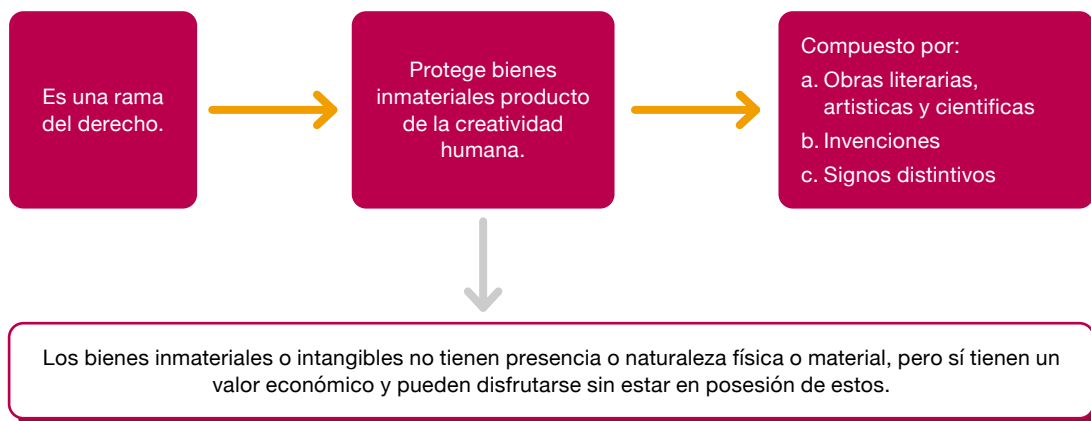 Es una rama
del derecho.
Protege bienes
inmateriales producto
de la creatividad
humana.
Compuesto por:
a. Obras literarias,
artisticas y cientificas
b. Invenciones
c. Signos distintivos
Los bienes inmateriales o intangibles no tienen presencia o naturaleza física o material, pero sí tienen un
valor económico y pueden disfrutarse sin estar en posesión de estos.